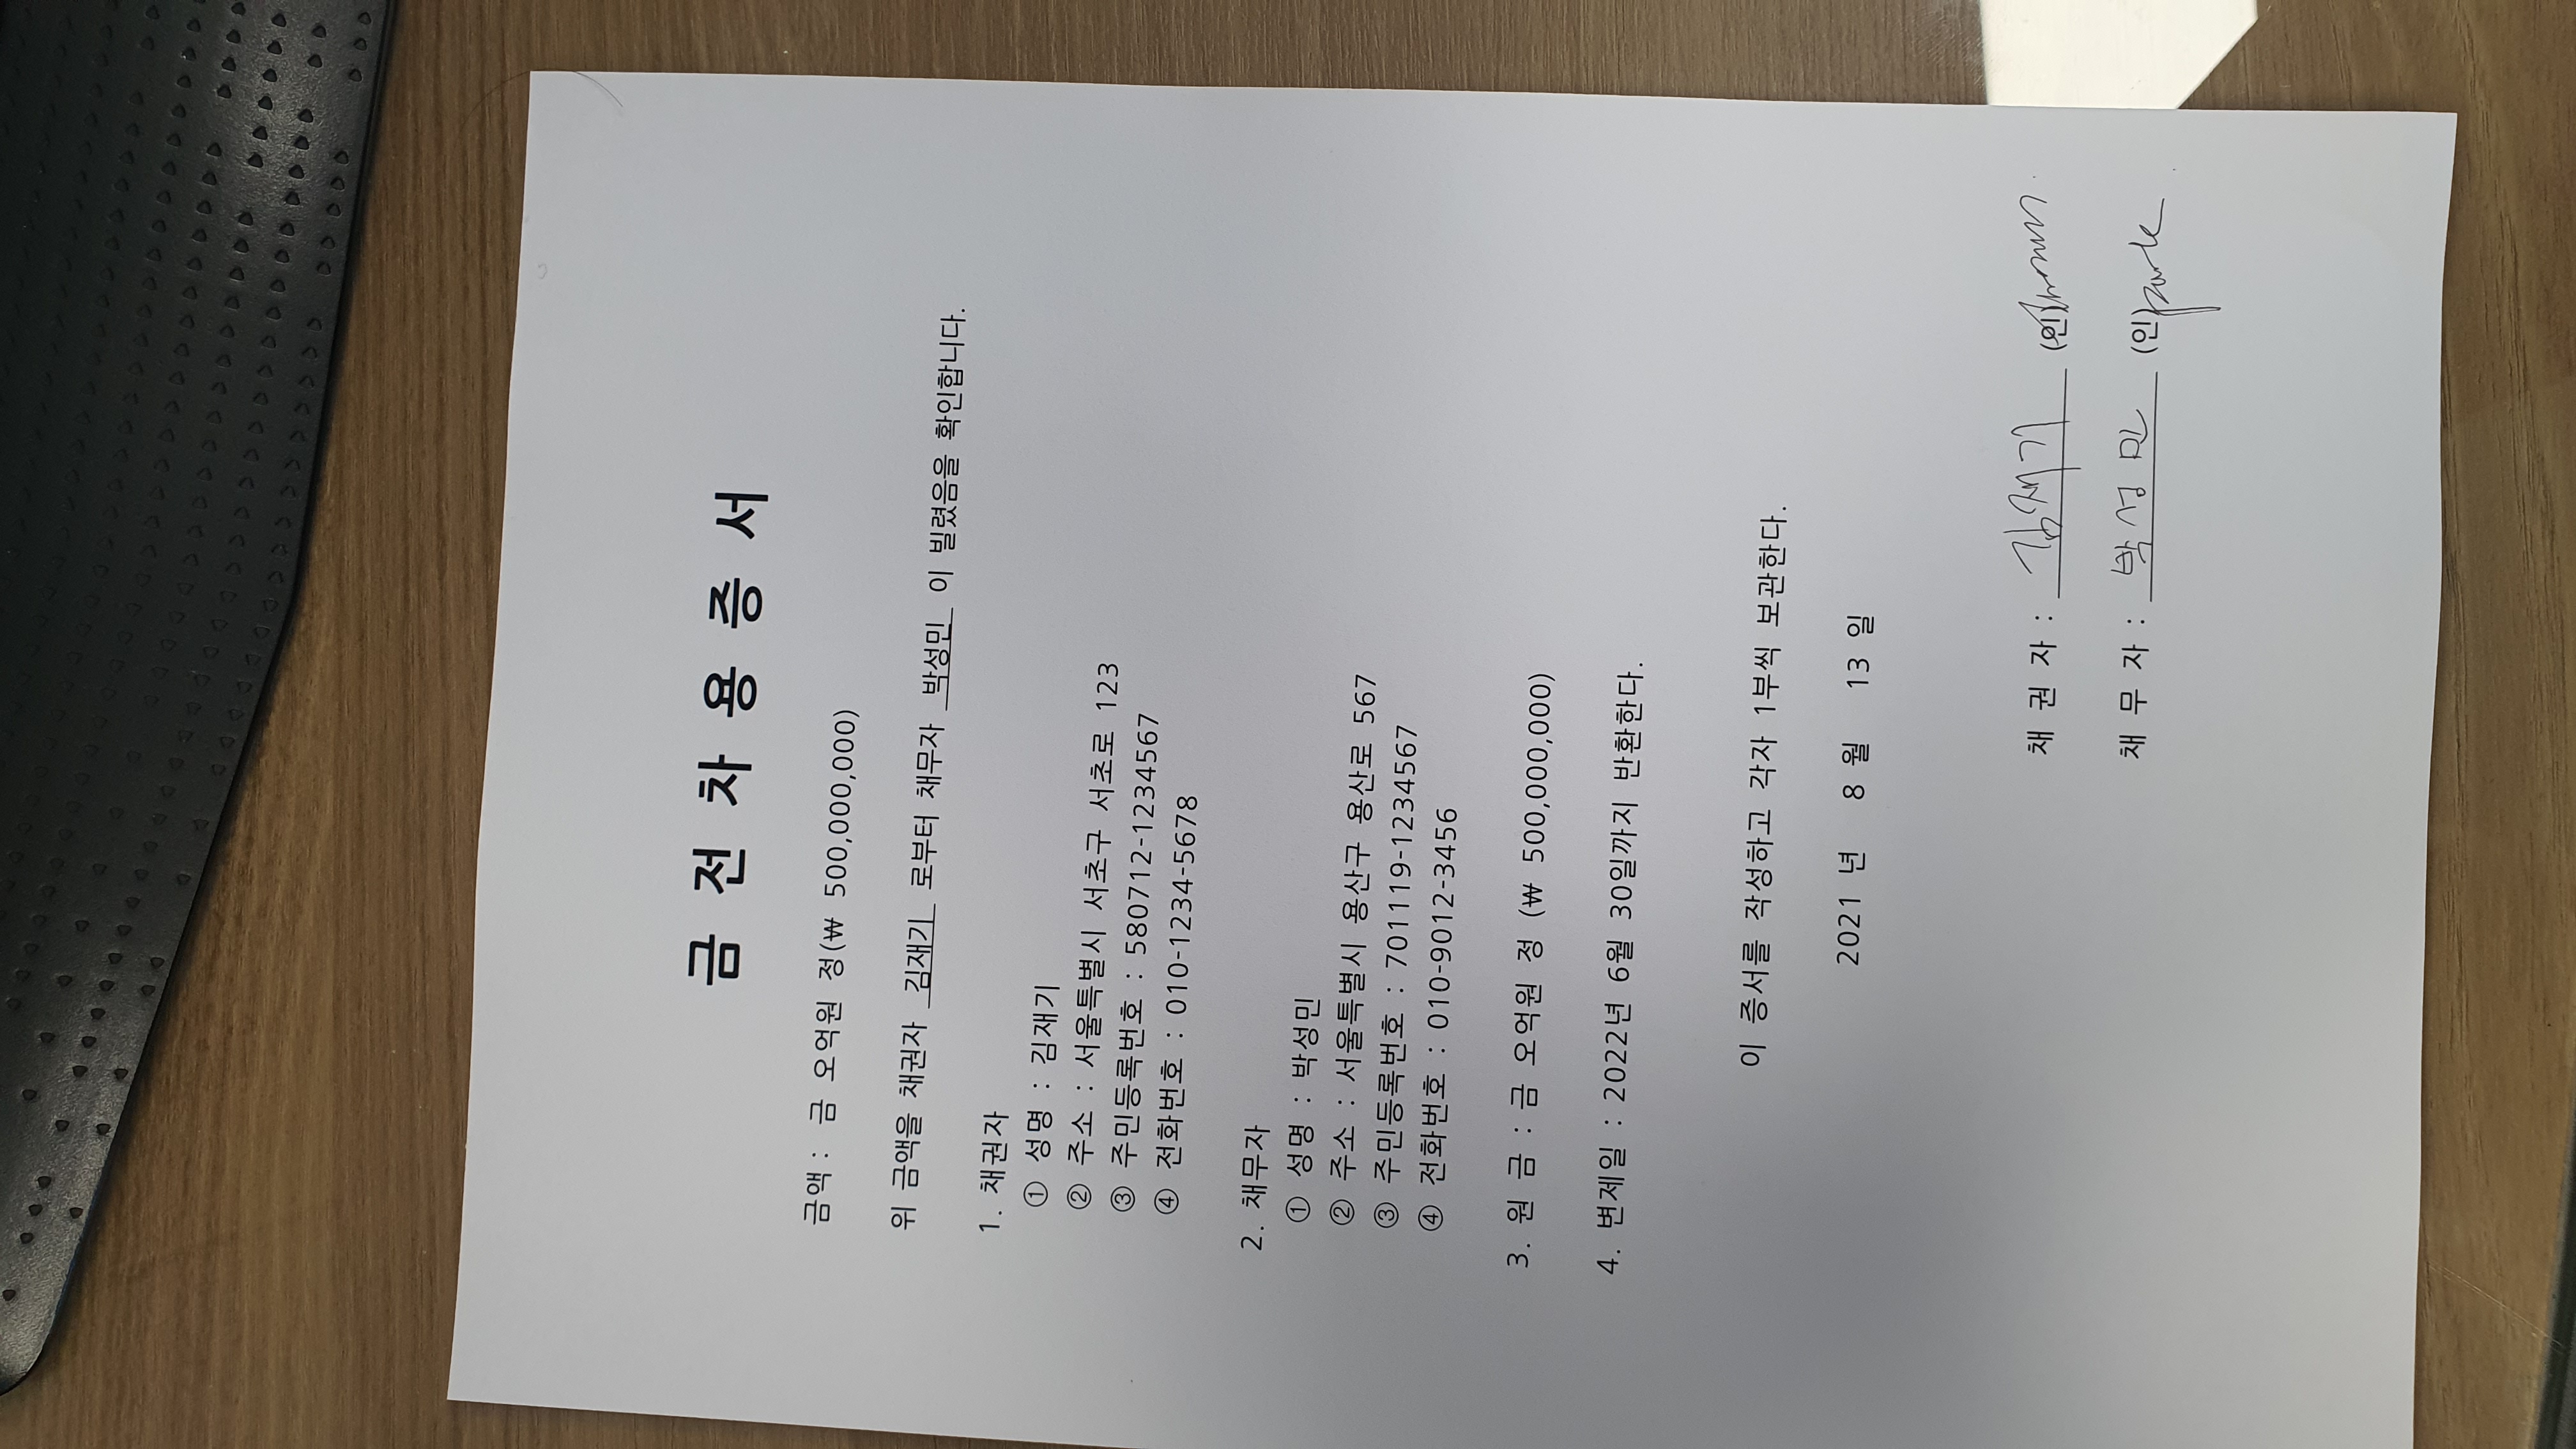 금 전 차 용 증 서
금액 : 금 오억원 정(₩ 500,000,000)
위 금액을 채권자 김재기 로부터 채무자 박성민 이 빌렸음을 확인합니다.
1. 채권자
① 성명 : 김재기
② 주소 : 서울특별시 서초구 서초로 123
③ 주민등록번호 : 580712-1234567
④ 전화번호 : 010-1234-5678
2. 채무자
① 성명 : 박성민
② 주소 : 서울특별시 용산구 용산로 567
③ 주민등록번호 : 701119-1234567
④ 전화번호 : 010-9012-3456
3. 원 금 : 금 오억원 정 (₩ 500,000,000)
4. 변제일 : 2022년 6월 30일까지 반환한다.
이 증서를 작성하고 각자 1부씩 보관한다.
2021 년 8 월 13 일
채 권 자 : 김재기 (인)
채 무 자 : 박성민 (인) park